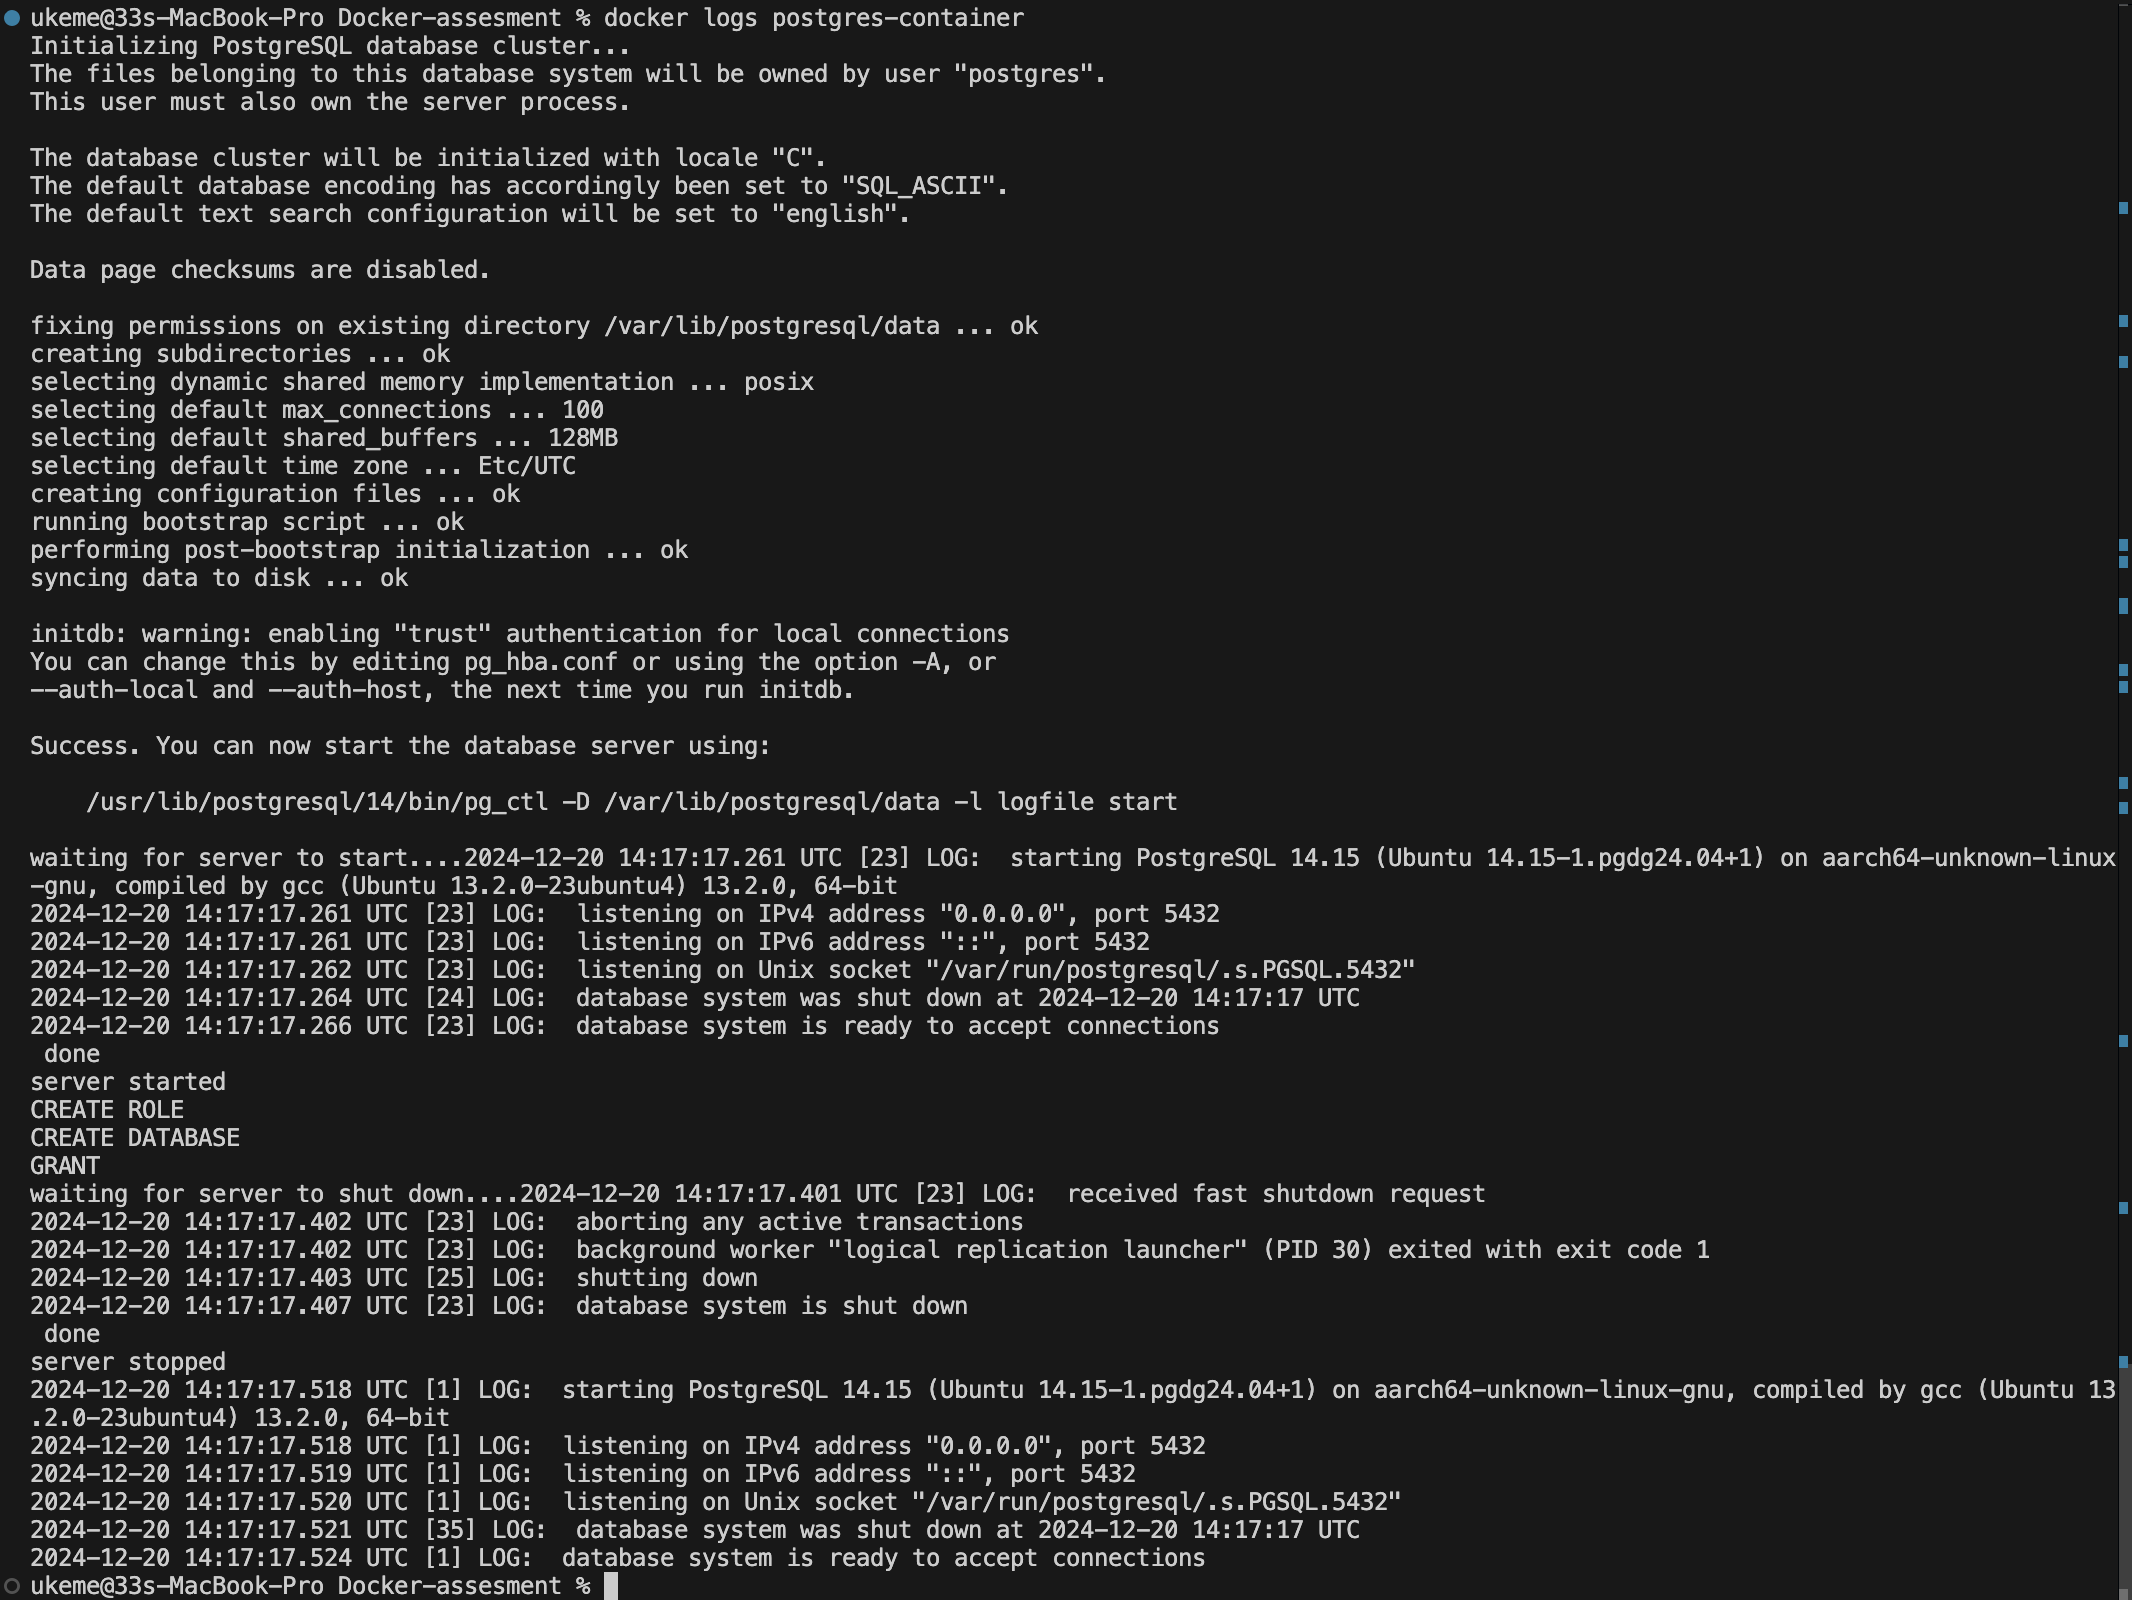 ukeme@33s-MacBook-Pro Docker-assesment % docker logs postgres-container
Initializing PostgreSQL database cluster...
The files belonging to this database system will be owned by user "postgres".
This user must also own the server process.

The database cluster will be initialized with locale "C".
The default database encoding has accordingly been set to "SQL_ASCII".
The default text search configuration will be set to "english".

Data page checksums are disabled.

fixing permissions on existing directory /var/lib/postgresql/data ... ok
creating subdirectories ... ok
selecting dynamic shared memory implementation ... posix
selecting default max_connections ... 100
selecting default shared_buffers ... 128MB
selecting default time zone ... Etc/UTC
creating configuration files ... ok
running bootstrap script ... ok
performing post-bootstrap initialization ... ok
syncing data to disk ... ok

initdb: warning: enabling "trust" authentication for local connections
You can change this by editing pg_hba.conf or using the option -A, or
--auth-local and --auth-host, the next time you run initdb.

Success. You can now start the database server using:

    /usr/lib/postgresql/14/bin/pg_ctl -D /var/lib/postgresql/data -l logfile start

waiting for server to start....2024-12-20 14:17:17.261 UTC [23] LOG:  starting PostgreSQL 14.15 (Ubuntu 14.15-1.pgdg24.04+1) on aarch64-unknown-linux
-gnu, compiled by gcc (Ubuntu 13.2.0-23ubuntu4) 13.2.0, 64-bit
2024-12-20 14:17:17.261 UTC [23] LOG:  listening on IPv4 address "0.0.0.0", port 5432
2024-12-20 14:17:17.261 UTC [23] LOG:  listening on IPv6 address "::", port 5432
2024-12-20 14:17:17.262 UTC [23] LOG:  listening on Unix socket "/var/run/postgresql/.s.PGSQL.5432"
2024-12-20 14:17:17.264 UTC [24] LOG:  database system was shut down at 2024-12-20 14:17:17 UTC
2024-12-20 14:17:17.266 UTC [23] LOG:  database system is ready to accept connections
 done
server started
CREATE ROLE
CREATE DATABASE
GRANT
waiting for server to shut down....2024-12-20 14:17:17.401 UTC [23] LOG:  received fast shutdown request
2024-12-20 14:17:17.402 UTC [23] LOG:  aborting any active transactions
2024-12-20 14:17:17.402 UTC [23] LOG:  background worker "logical replication launcher" (PID 30) exited with exit code 1
2024-12-20 14:17:17.403 UTC [25] LOG:  shutting down
2024-12-20 14:17:17.407 UTC [23] LOG:  database system is shut down
 done
server stopped
2024-12-20 14:17:17.518 UTC [1] LOG:  starting PostgreSQL 14.15 (Ubuntu 14.15-1.pgdg24.04+1) on aarch64-unknown-linux-gnu, compiled by gcc (Ubuntu 13
.2.0-23ubuntu4) 13.2.0, 64-bit
2024-12-20 14:17:17.518 UTC [1] LOG:  listening on IPv4 address "0.0.0.0", port 5432
2024-12-20 14:17:17.519 UTC [1] LOG:  listening on IPv6 address "::", port 5432
2024-12-20 14:17:17.520 UTC [1] LOG:  listening on Unix socket "/var/run/postgresql/.s.PGSQL.5432"
2024-12-20 14:17:17.521 UTC [35] LOG:  database system was shut down at 2024-12-20 14:17:17 UTC
2024-12-20 14:17:17.524 UTC [1] LOG:  database system is ready to accept connections
ukeme@33s-MacBook-Pro Docker-assesment %